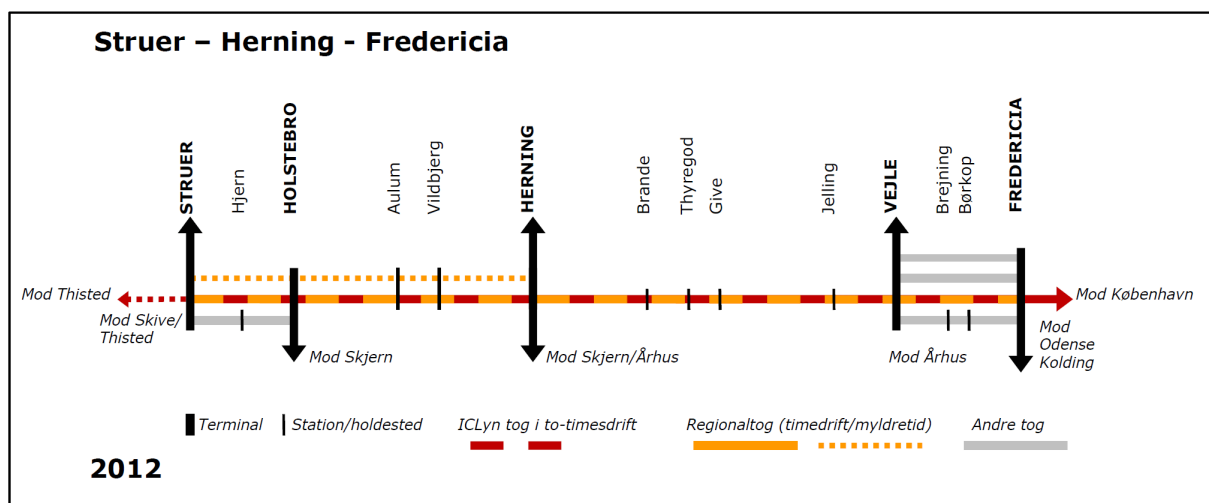 Struer – Herning - Fredericia
STRUER
Hjern
HOLSTEBRO
Aulum
Vildbjerg
HERNING
Brande
Thyregod
Give
Jelling
VEJLE
Brejning
Børkop
FREDERICIA
Mod Thisted
Mod København
Mod Skive/
Thisted
Mod Skjern
Mod Skjern/Århus
Mod Århus
Mod
Odense
Kolding
Terminal
Station/holdested
ICLyn tog i to-timesdrift
Regionaltog (timedrift/myldretid)
Andre tog
2012